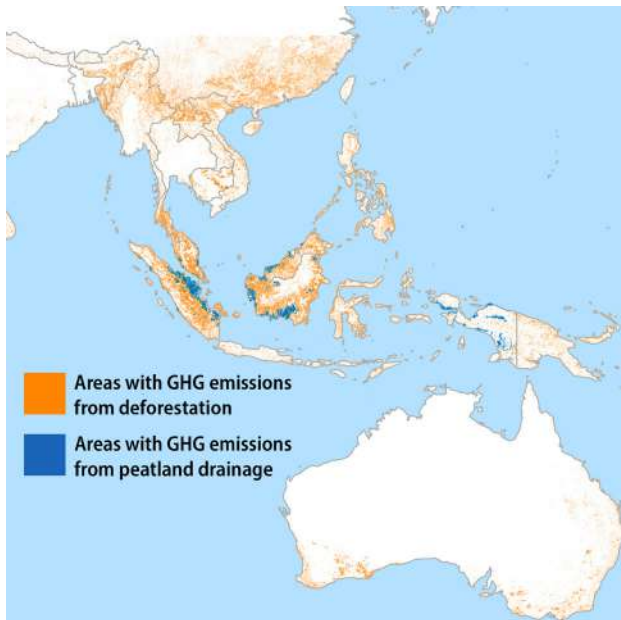 Areas with GHG emissions
from deforestation
Areas with GHG emissions
from peatland drainage